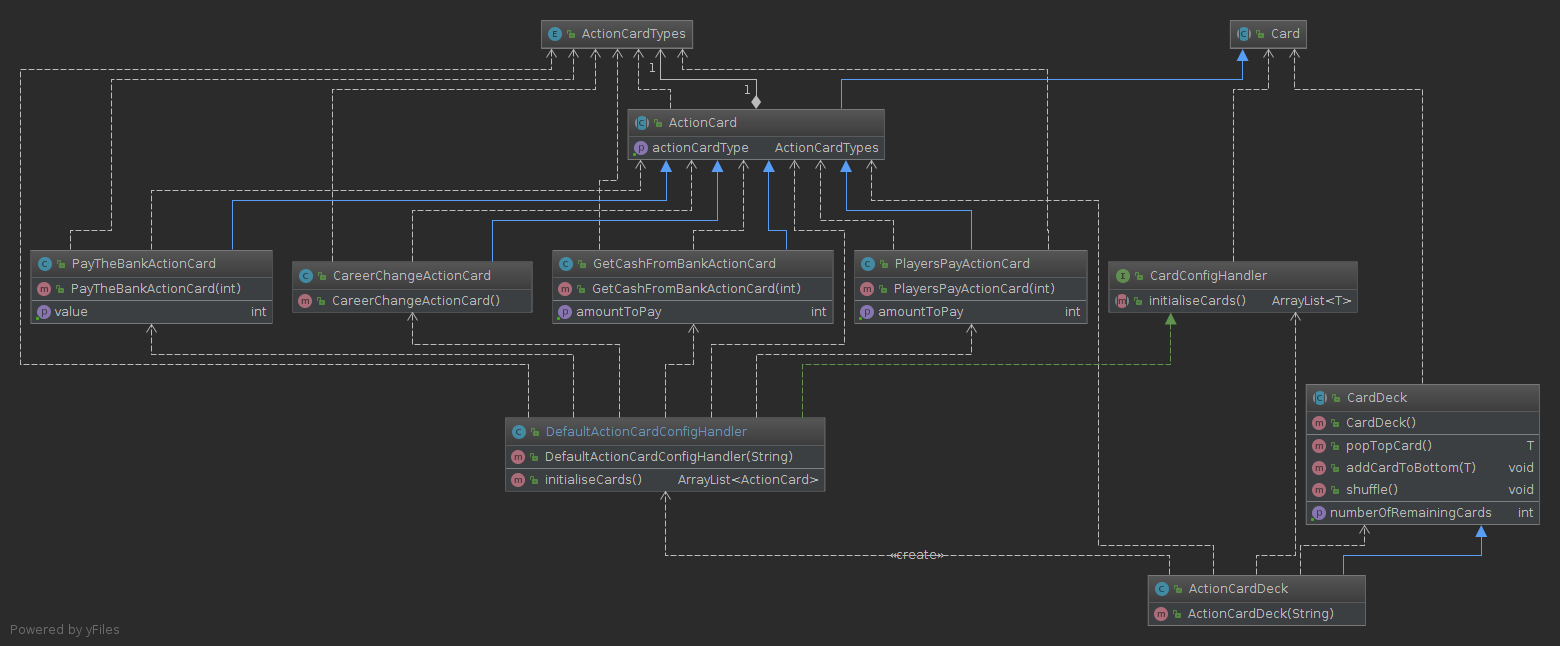 E ActionCardTypes
C Card
1
1
C ActionCard
p actionCardType ActionCardTypes
C PayTheBankActionCard
m PayTheBankActionCard(int)
p value int
C CareerChangeActionCard
m CareerChangeActionCard()
C GetCashFromBankActionCard
m GetCashFromBankActionCard(int)
p amountToPay int
C PlayersPayActionCard
m PlayersPayActionCard(int)
p amountToPay int
I CardConfigHandler
m initialiseCards() ArrayList<T>
C CardDeck
m CardDeck()
m popTopCard() T
m addCardToBottom(T) void
m shuffle() void
p numberOfRemainingCards int
C DefaultActionCardConfigHandler
m DefaultActionCardConfigHandler(String)
m initialiseCards() ArrayList<ActionCard>
«create»
C ActionCardDeck
m ActionCardDeck(String)
Powered by yFiles